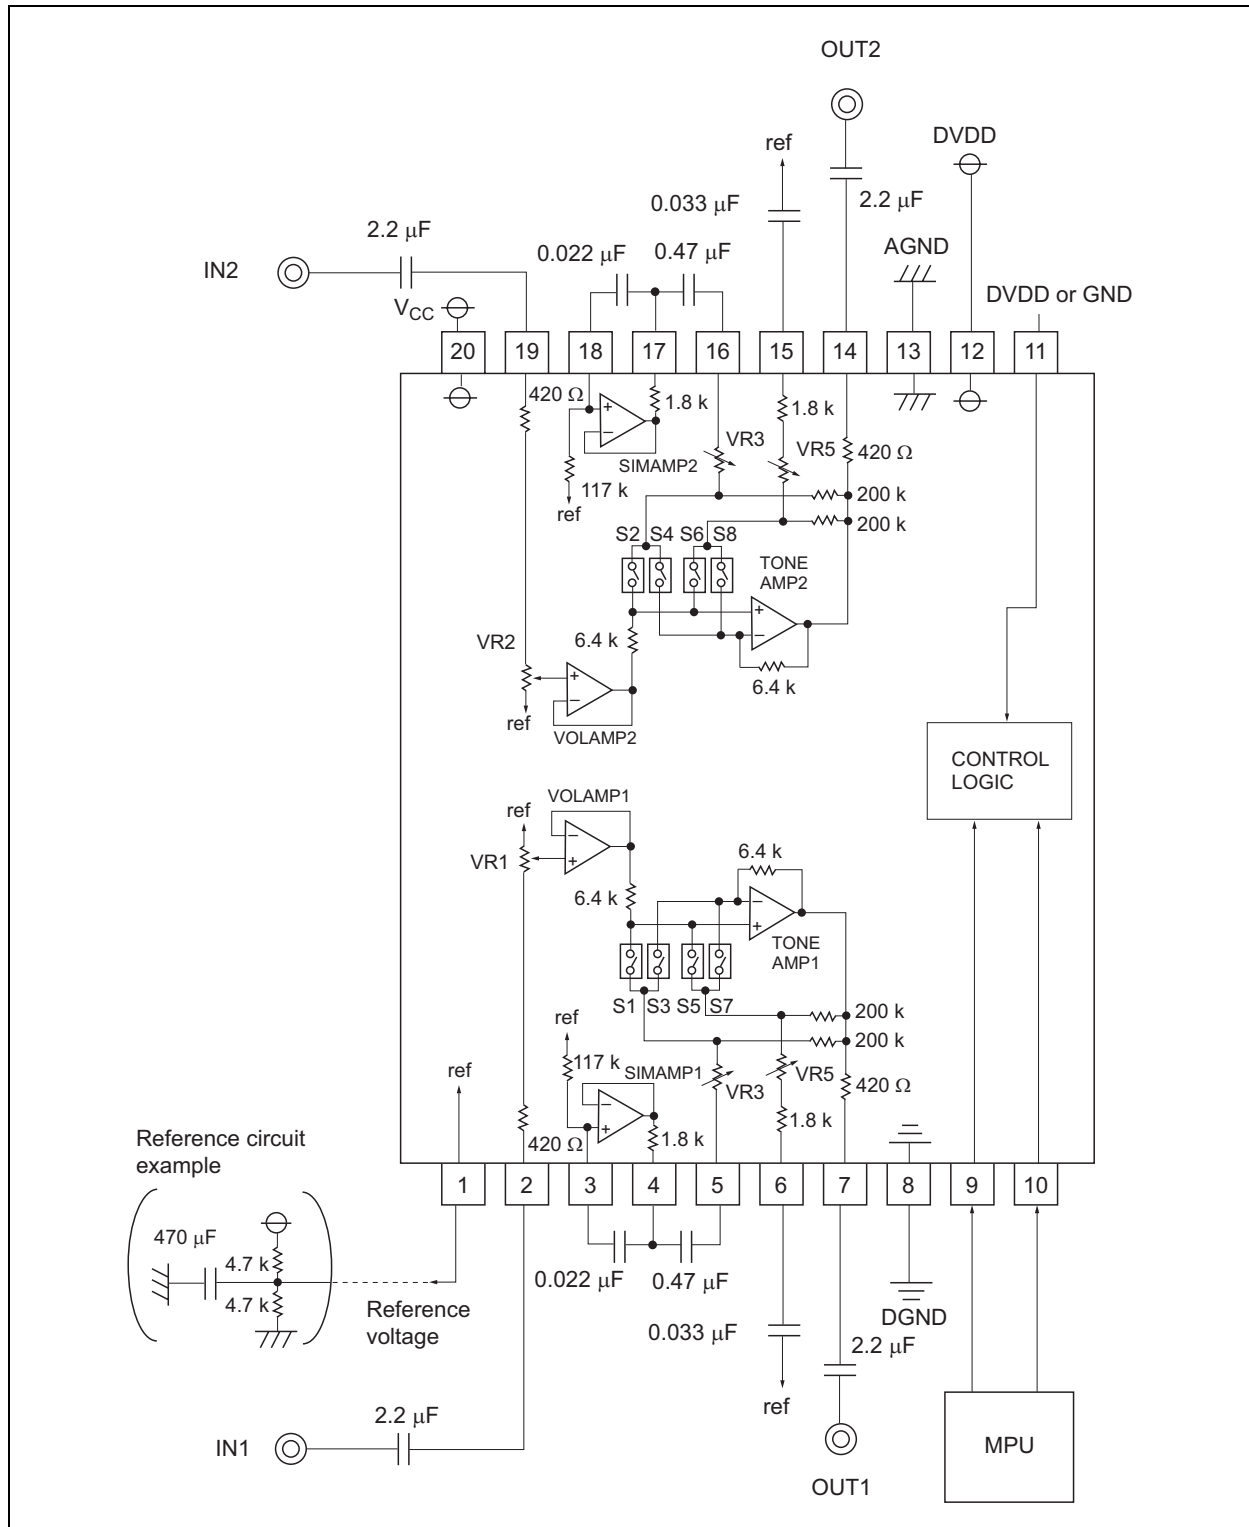 OUT2
ref
DVDD
0.033 µF
2.2 µF
2.2 µF
0.022 µF
0.47 µF
AGND
IN2
VCC
DVDD or GND
20
19
18
17
16
15
14
13
12
11
420 Ω
1.8 k
1.8 k
VR3
VR5
420 Ω
SIMAMP2
117 k
ref
200 k
200 k
S2 S4 S6 S8
TONE
AMP2
6.4 k
VR2
6.4 k
ref
VOLAMP2
CONTROL
LOGIC
VOLAMP1
ref
VR1
6.4 k
6.4 k
TONE
AMP1
S1 S3 S5 S7
ref
200 k
200 k
117 k
SIMAMP1
VR3
VR5
420 Ω
ref
420 Ω
1.8 k
1.8 k
Reference circuit
example
1
2
3
4
5
6
7
8
9
10
470 µF
4.7 k
4.7 k
0.022 µF
0.47 µF
Reference
voltage
DGND
0.033 µF
2.2 µF
ref
2.2 µF
IN1
MPU
OUT1